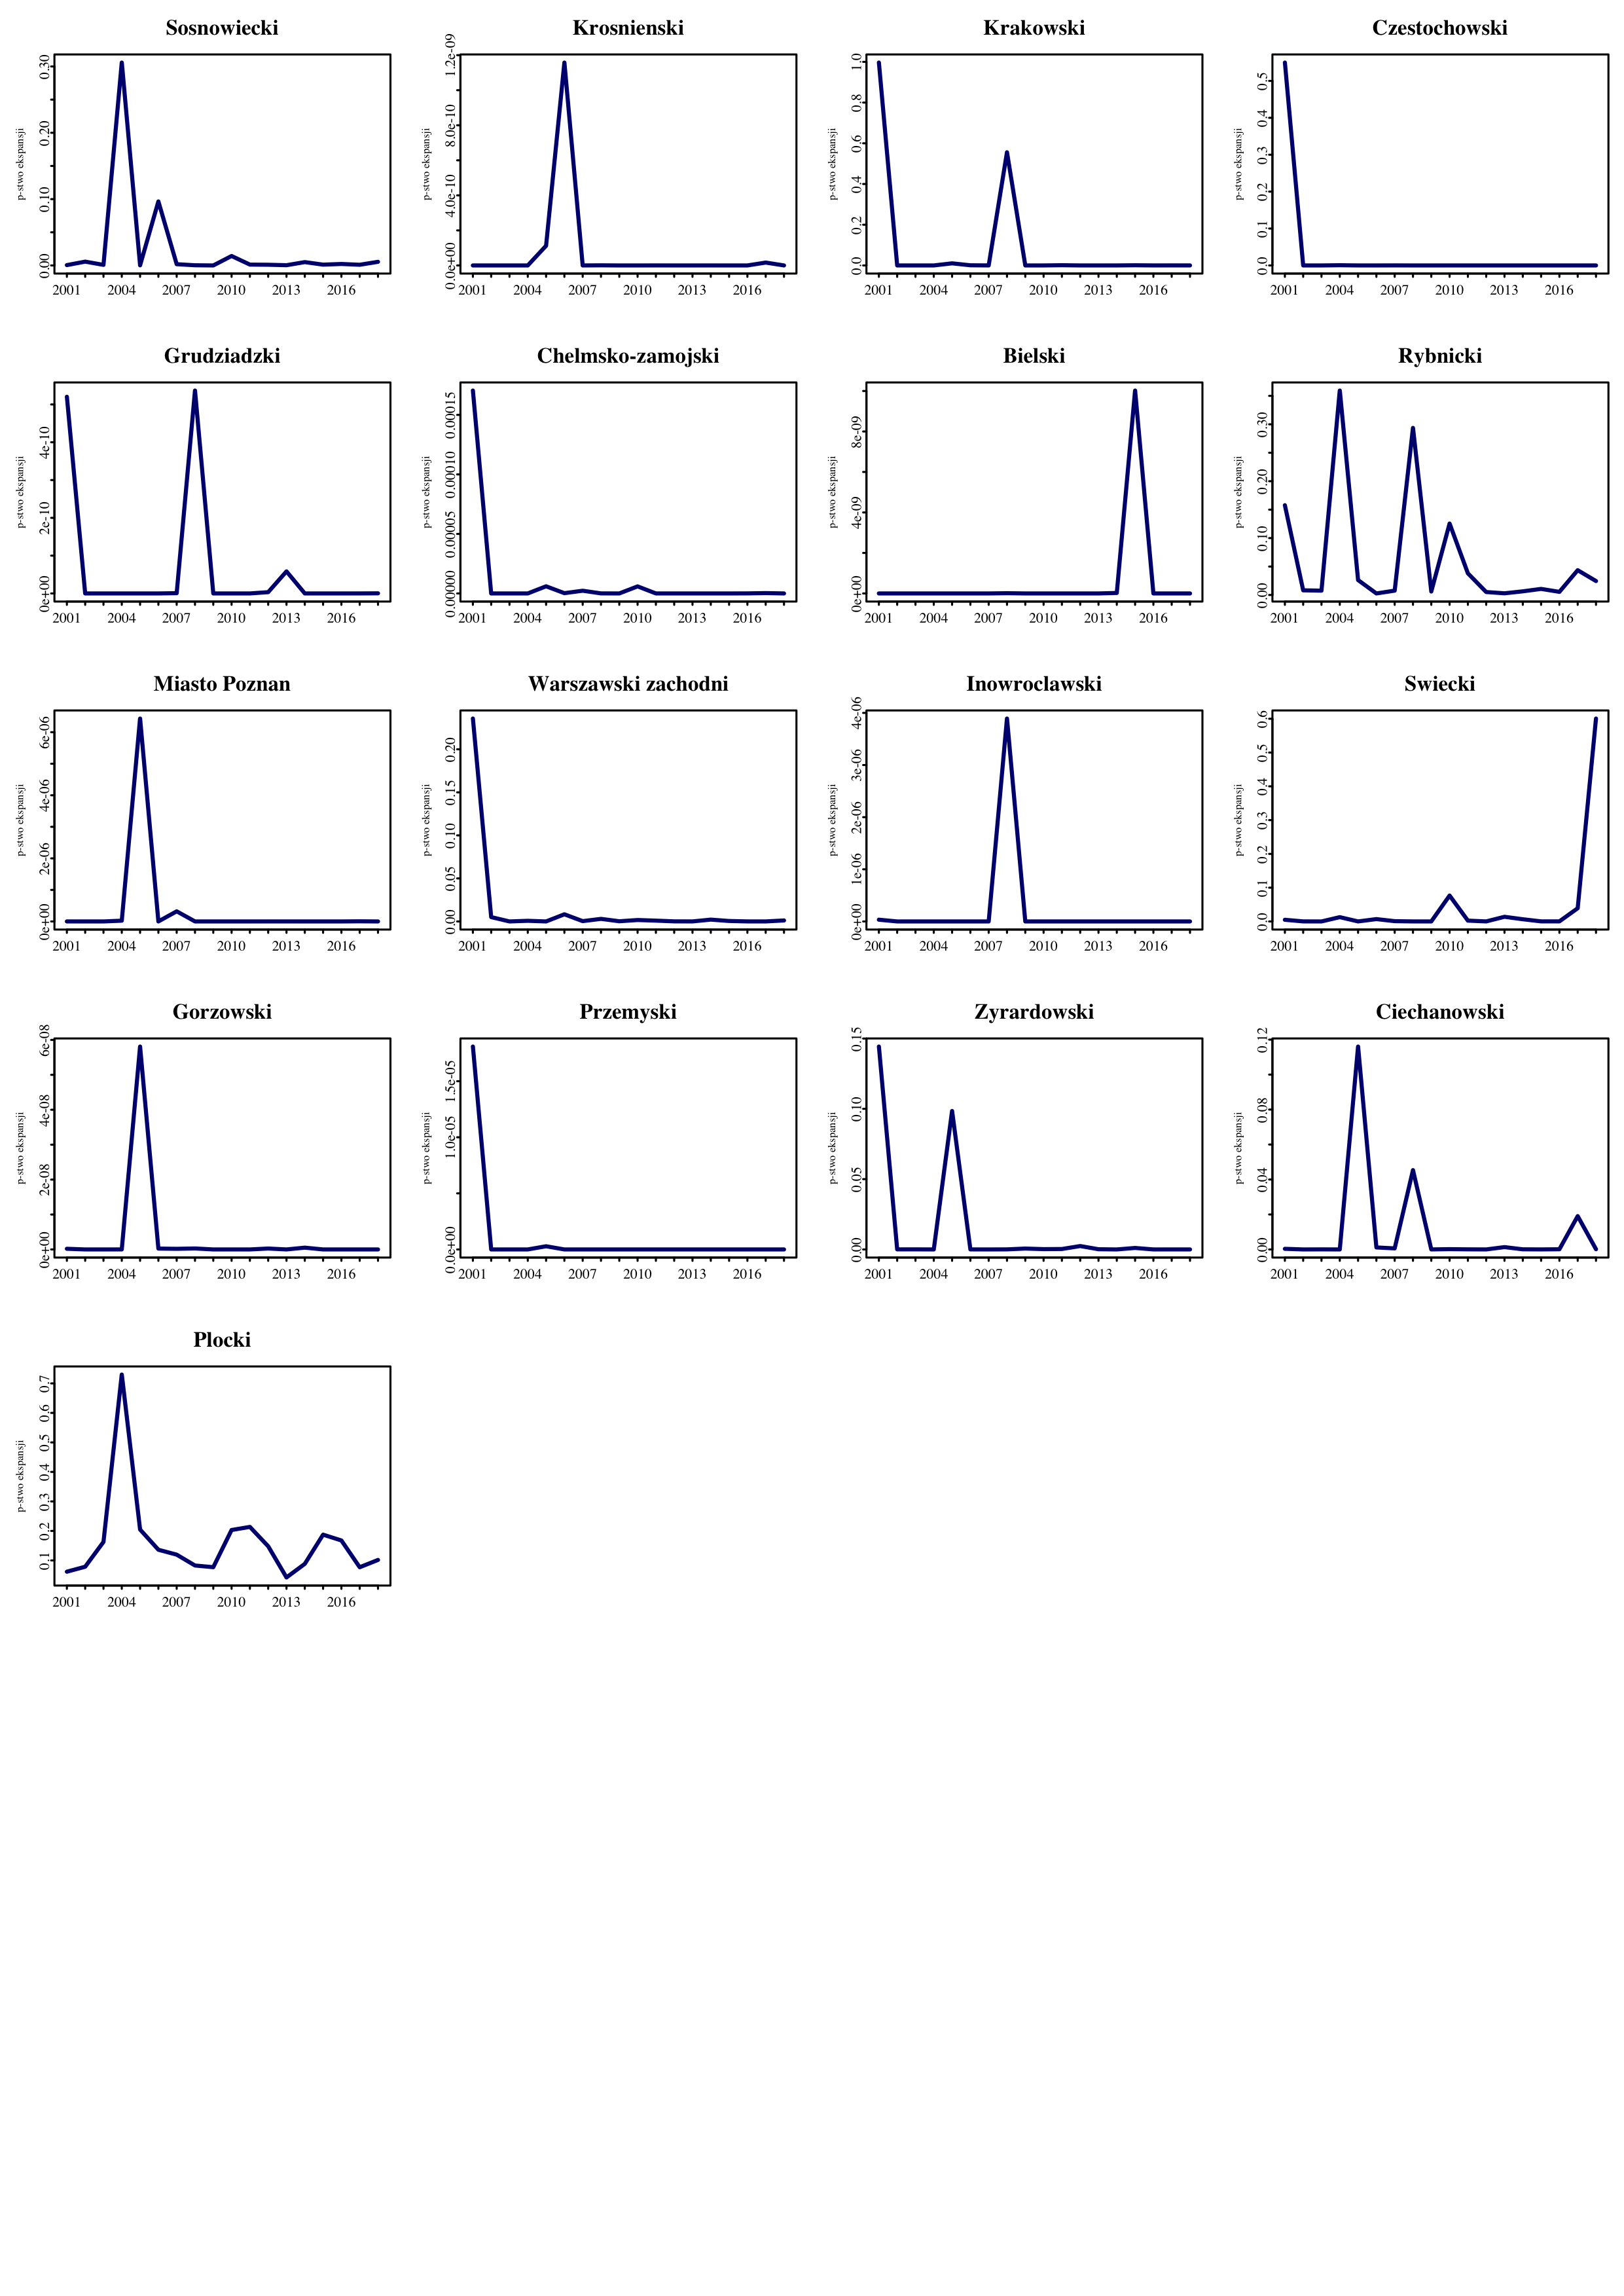 Sosnowiecki
p-stwo ekspansji
0.00 0.10 0.20 0.30
2001 2004 2007 2010 2013 2016
Krosnienski
p-stwo ekspansji
0.0e+00 4.0e-10 8.0e-10 1.2e-09
2001 2004 2007 2010 2013 2016
Krakowski
p-stwo ekspansji
0.0 0.2 0.4 0.6 0.8 1.0
2001 2004 2007 2010 2013 2016
Czestochowski
p-stwo ekspansji
0.0 0.1 0.2 0.3 0.4 0.5
2001 2004 2007 2010 2013 2016
Grudziadzki
p-stwo ekspansji
0e+00 2e-10 4e-10
2001 2004 2007 2010 2013 2016
Chelmsko-zamojski
p-stwo ekspansji
0.00000 0.00005 0.00010 0.00015
2001 2004 2007 2010 2013 2016
Bielski
p-stwo ekspansji
0e+00 4e-09 8e-09
2001 2004 2007 2010 2013 2016
Rybnicki
p-stwo ekspansji
0.00 0.10 0.20 0.30
2001 2004 2007 2010 2013 2016
Miasto Poznan
p-stwo ekspansji
0e+00 2e-06 4e-06 6e-06
2001 2004 2007 2010 2013 2016
Warszawski zachodni
p-stwo ekspansji
0.00 0.05 0.10 0.15 0.20
2001 2004 2007 2010 2013 2016
Inowroclawski
p-stwo ekspansji
0e+00 1e-06 2e-06 3e-06 4e-06
2001 2004 2007 2010 2013 2016
Swiecki
p-stwo ekspansji
0.0 0.1 0.2 0.3 0.4 0.5 0.6
2001 2004 2007 2010 2013 2016
Gorzowski
p-stwo ekspansji
0e+00 2e-08 4e-08 6e-08
2001 2004 2007 2010 2013 2016
Przemyski
p-stwo ekspansji
0.0e+00 1.0e-05 1.5e-05
2001 2004 2007 2010 2013 2016
Zyrardowski
p-stwo ekspansji
0.00 0.05 0.10 0.15
2001 2004 2007 2010 2013 2016
Ciechanowski
p-stwo ekspansji
0.00 0.04 0.08 0.12
2001 2004 2007 2010 2013 2016
Plocki
p-stwo ekspansji
0.1 0.2 0.3 0.4 0.5 0.6 0.7
2001 2004 2007 2010 2013 2016